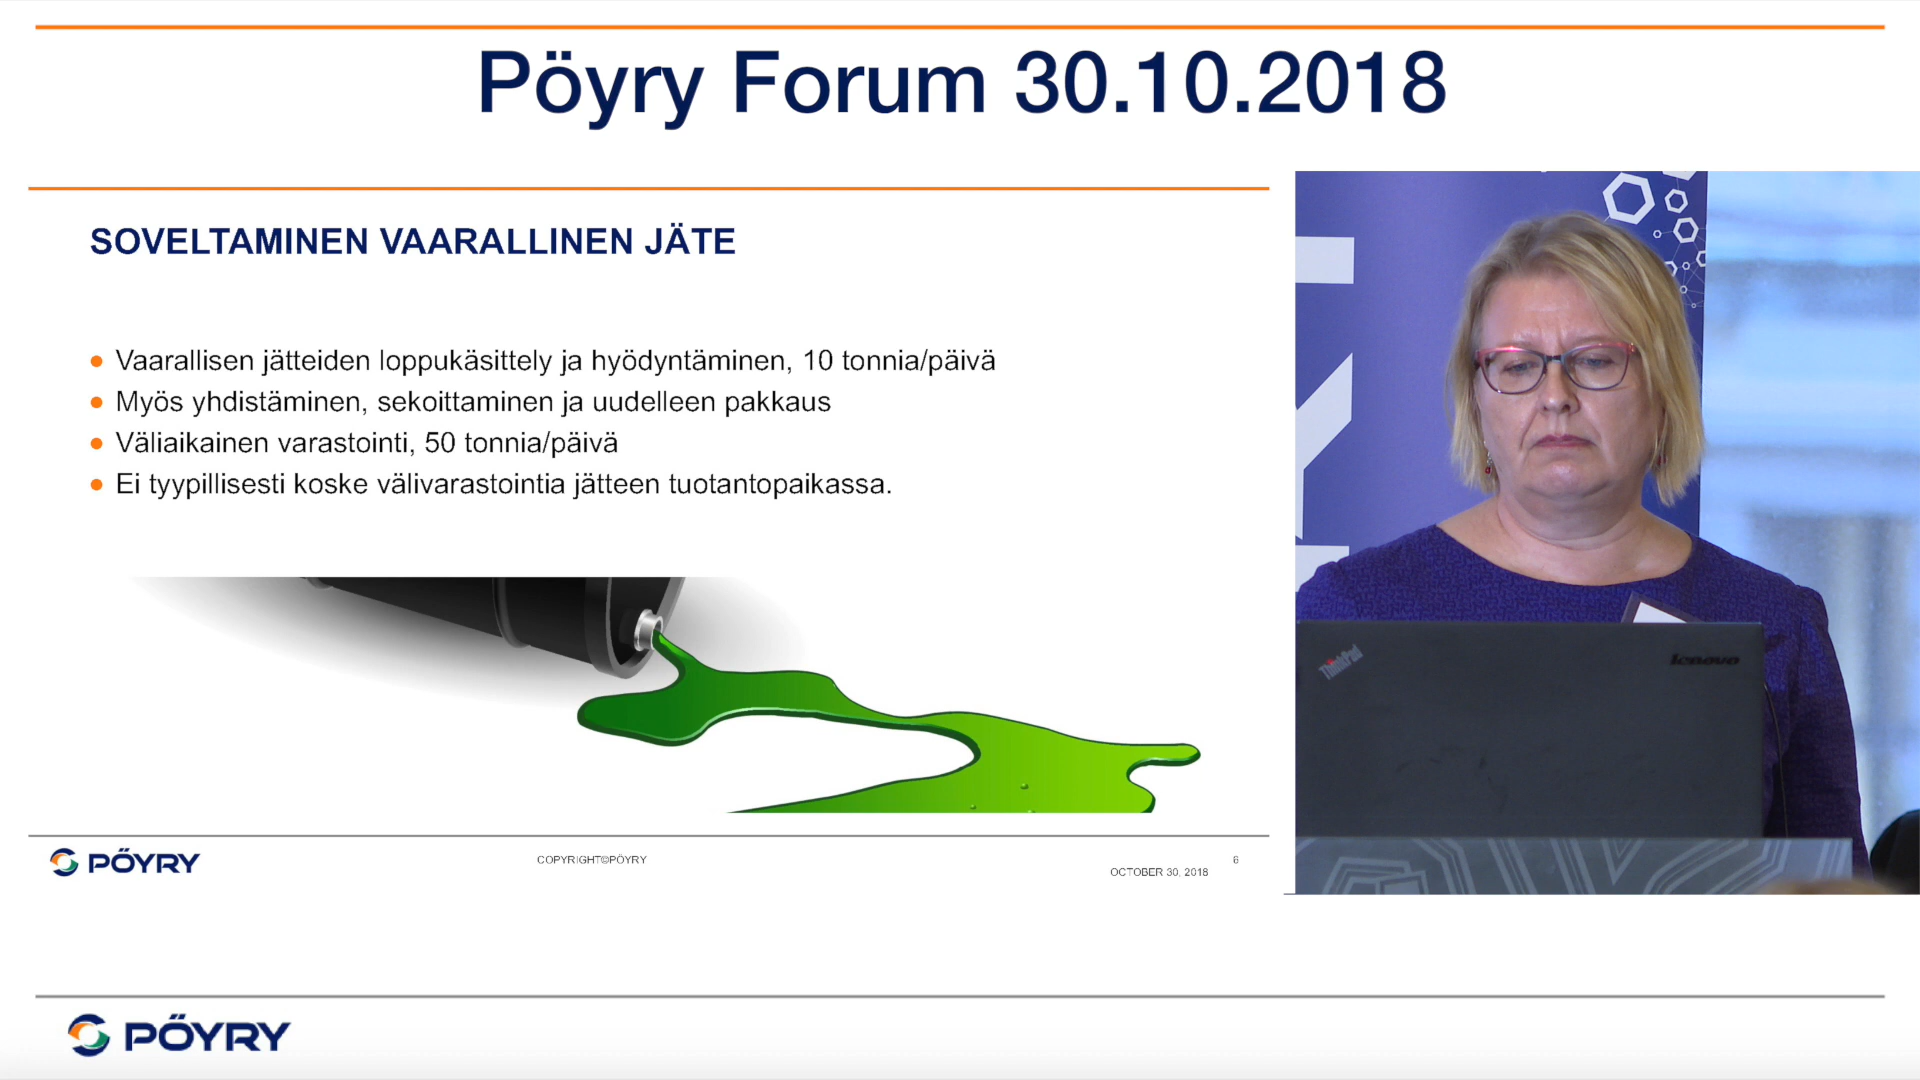 Pöyry Forum 30.10.2018
SOVELTAMINEN VAARALLINEN JÄTE
Vaarallisen jätteiden loppukäsittely ja hyödyntäminen, 10 tonnia/päivä
Myös yhdistäminen, sekoittaminen ja uudelleen pakkaus
Väliaikainen varastointi, 50 tonnia/päivä
Ei tyypillisesti koske välivarastointia jätteen tuotantopaikassa.
ThinkPad
lenovo
PÖYRY
COPYRIGHT©PÖYRY
OCTOBER 30, 2018
6
PÖYRY